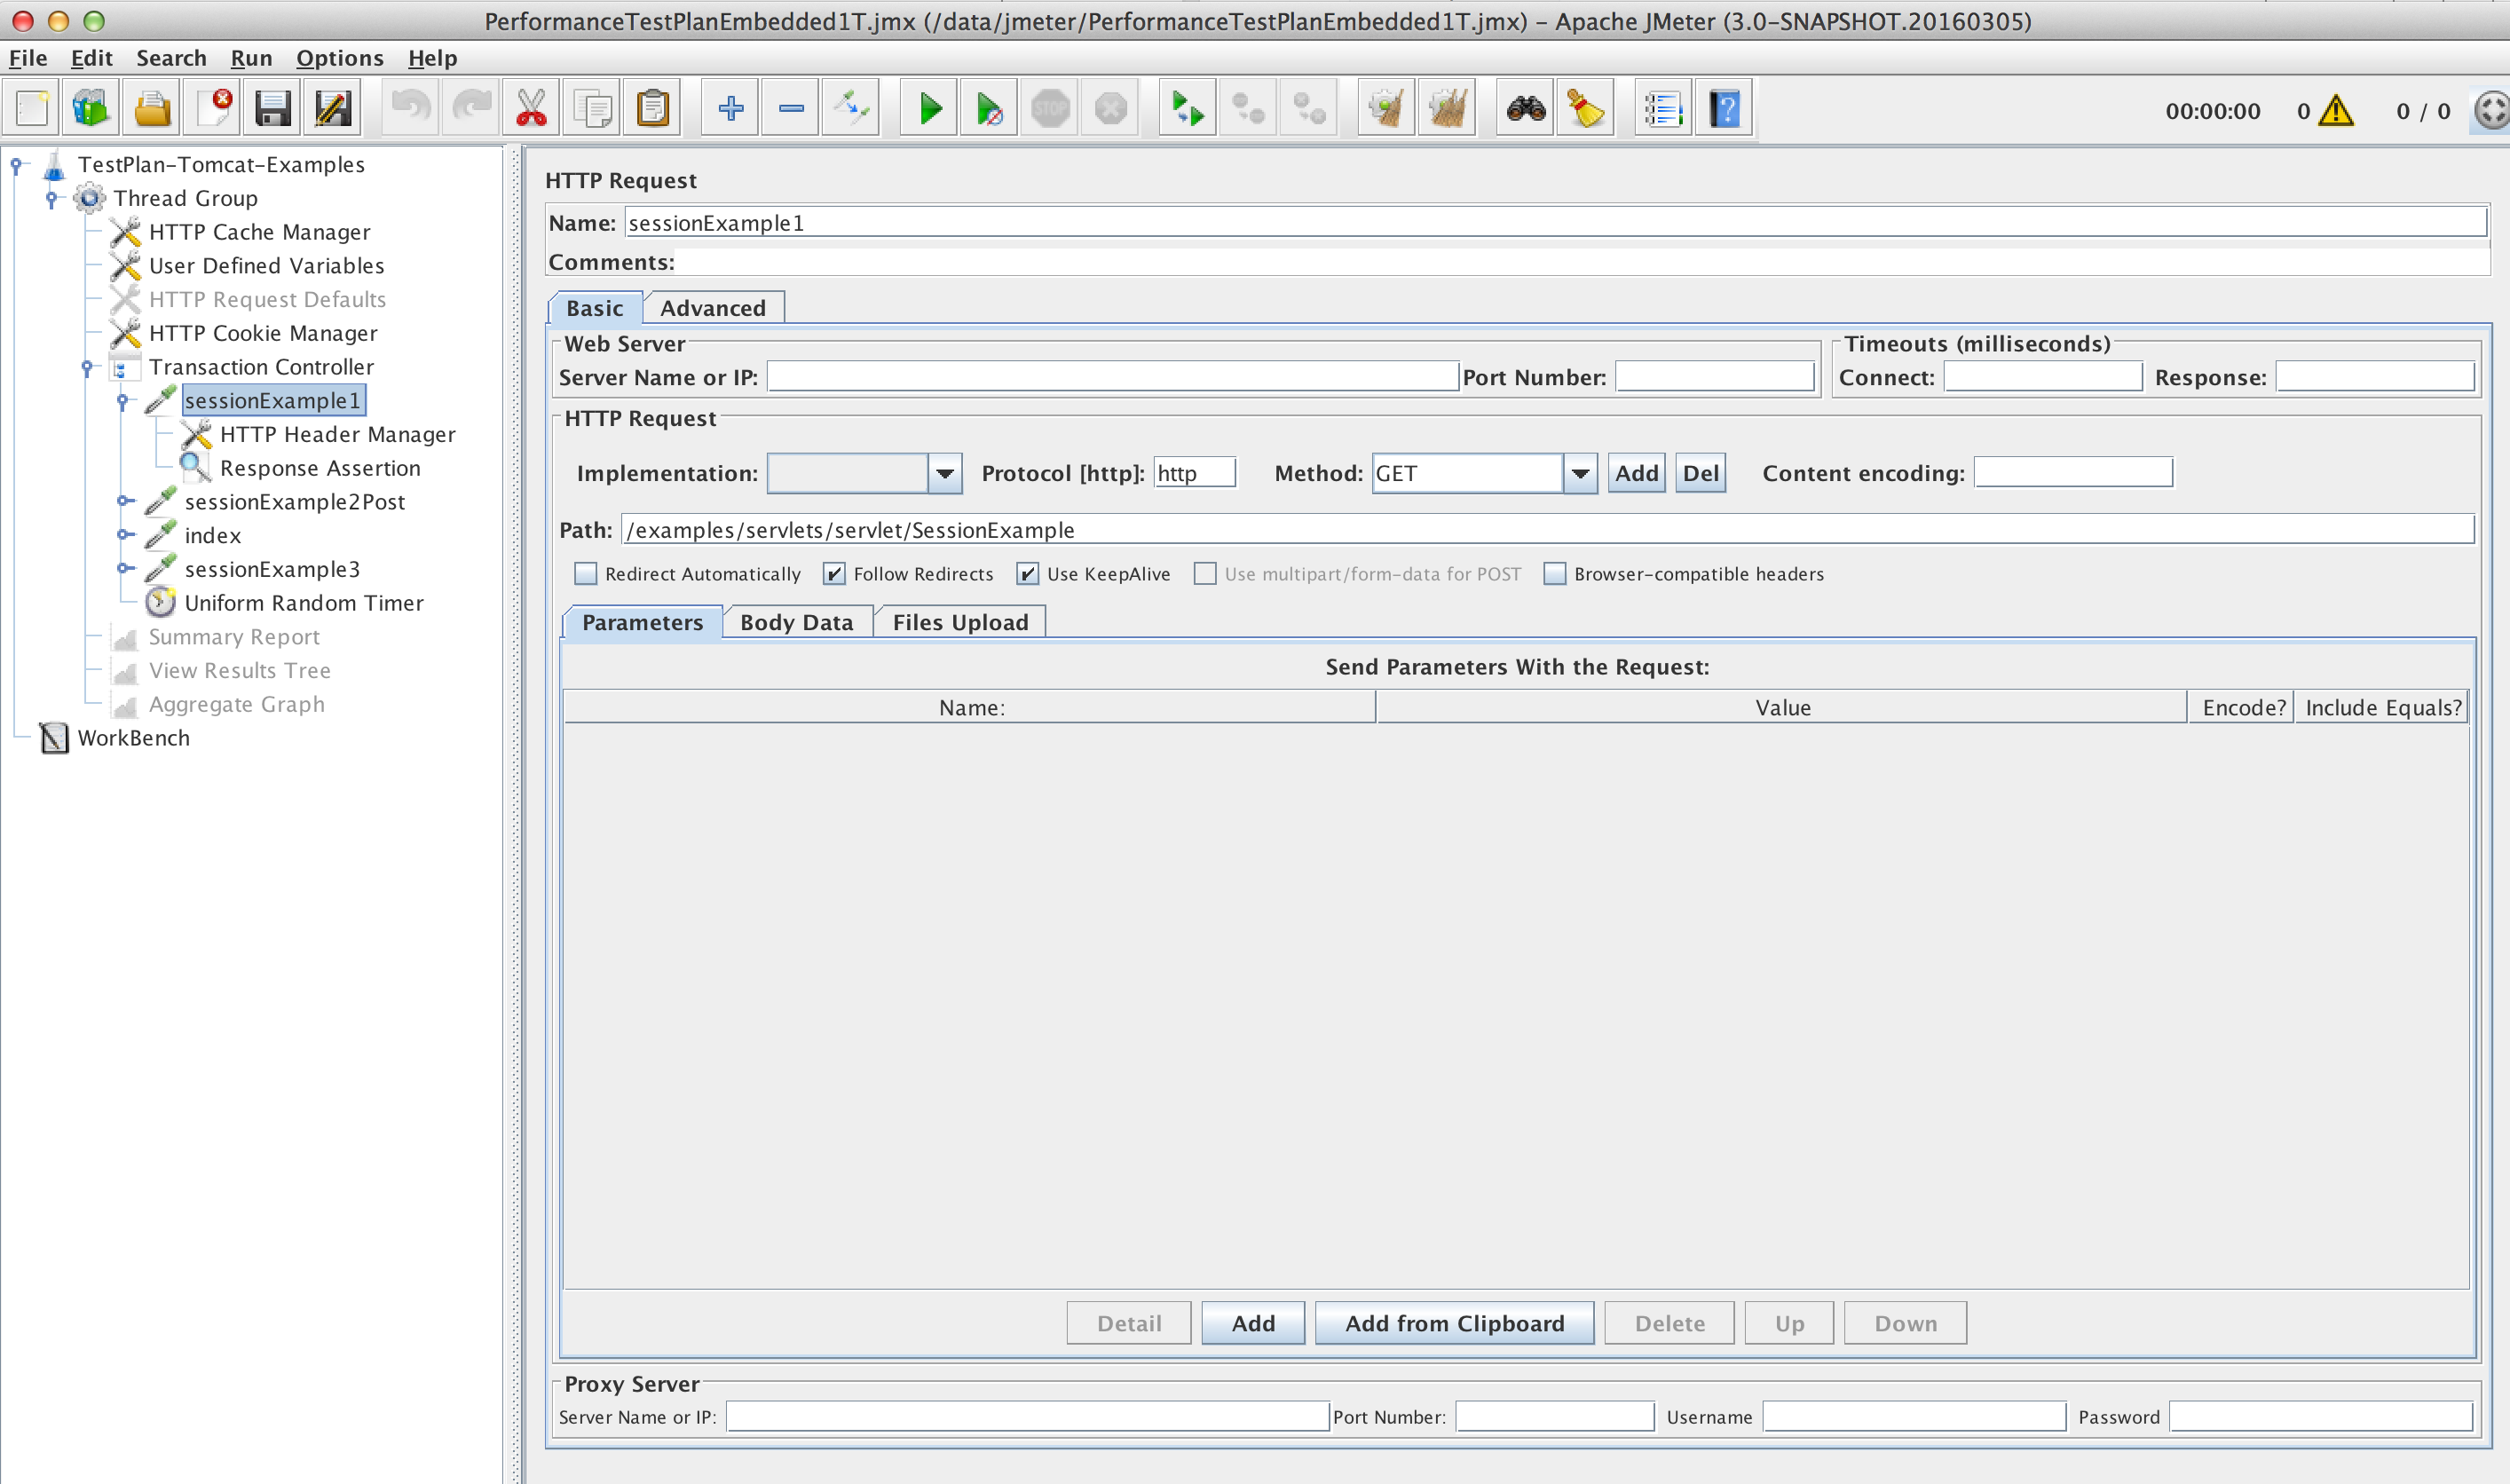 PerformanceTestPlanEmbedded1T.jmx (/data/jmeter/PerformanceTestPlanEmbedded1T.jmx) - Apache JMeter (3.0-SNAPSHOT.20160305)
File Edit Search Run Options Help
STOP
?
00:00:00 0 0 / 0
TestPlan-Tomcat-Examples
Thread Group
HTTP Cache Manager
User Defined Variables
HTTP Request Defaults
HTTP Cookie Manager
Transaction Controller
sessionExample1
HTTP Header Manager
Response Assertion
sessionExample2Post
index
sessionExample3
Uniform Random Timer
Summary Report
View Results Tree
Aggregate Graph
WorkBench
HTTP Request
Name: sessionExample1
Comments:
Basic Advanced
Web Server
Server Name or IP: Port Number:
Timeouts (milliseconds)
Connect: Response:
HTTP Request
Implementation: Protocol [http]: http Method: GET Add Del Content encoding:
Path: /examples/servlets/servlet/SessionExample
Redirect Automatically Follow Redirects Use KeepAlive Use multipart/form-data for POST Browser-compatible headers
Parameters Body Data Files Upload
Send Parameters With the Request:
Name: Value Encode? Include Equals?
Detail Add Add from Clipboard Delete Up Down
Proxy Server
Server Name or IP: Port Number: Username Password